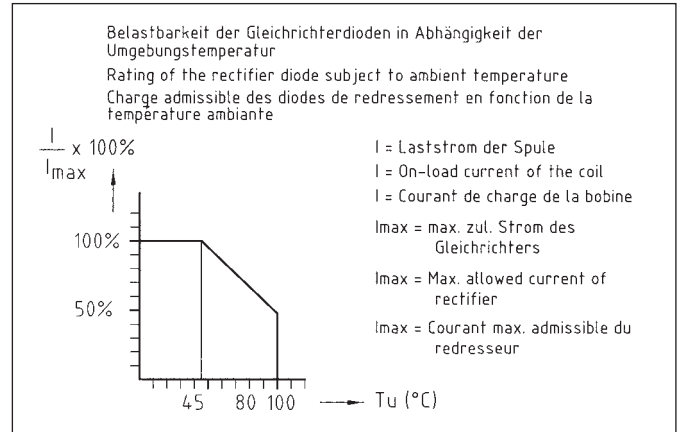 Belastbarkeit der Gleichrichterdioden in Abhängigkeit der
Umgebungstemperatur
Rating of the rectifier diode subject to ambient temperature
Charge admissible des diodes de redressement en fonction de la
température ambiante
I
Imax
x 100%
I = Laststrom der Spule
I = On-load current of the coil
I = Courant de charge de la bobine
Imax = max. zul. Strom des
Gleichrichters
Imax = Max. allowed current of
rectifier
Imax = Courant max. admissible du
redresseur
100%
50%
45 80 100
Tu (°C)